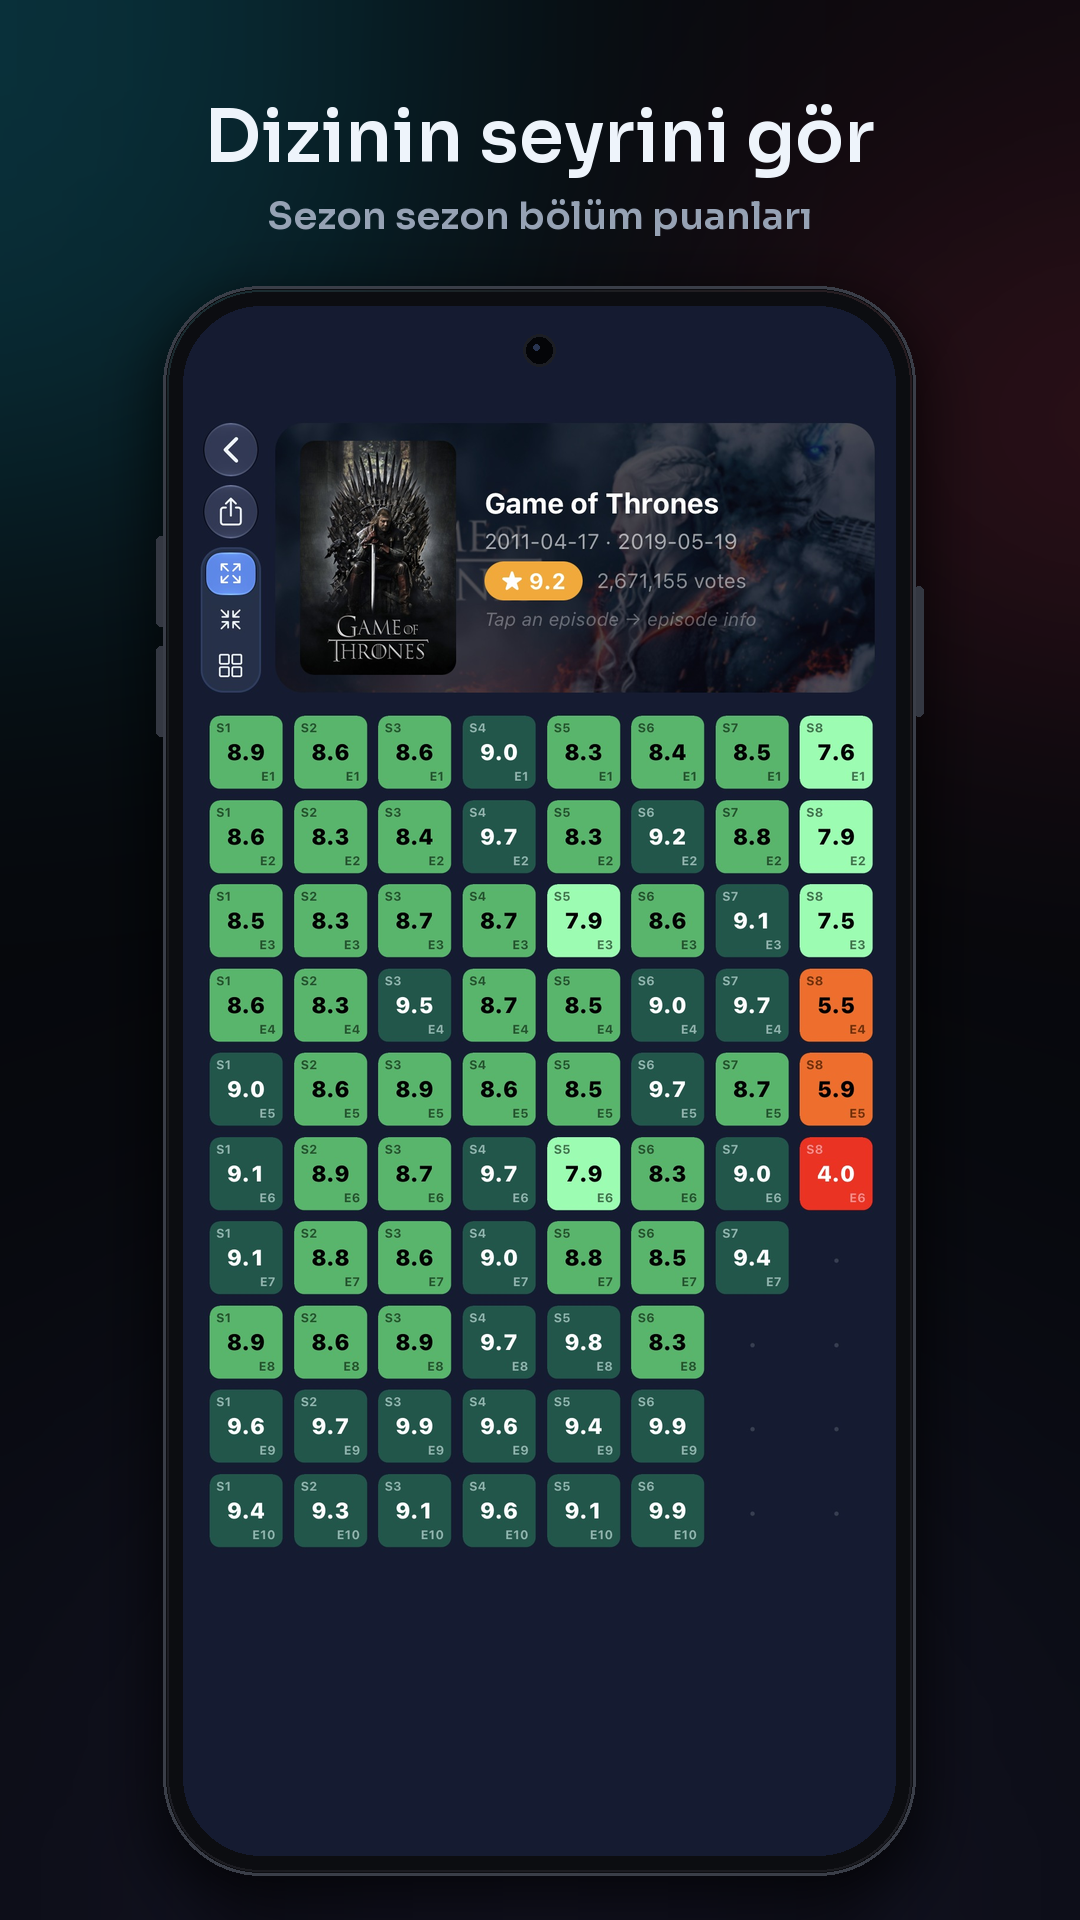 Dizinin seyrini gör
Sezon sezon bölüm puanları
GAME OF
THRONES
Game of Thrones
2011-04-17 · 2019-05-19
★ 9.2 2,671,155 votes
Tap an episode → episode info
S1 8.9 E1 S2 8.6 E1 S3 8.6 E1 S4 9.0 E1 S5 8.3 E1 S6 8.4 E1 S7 8.5 E1 S8 7.6 E1
S1 8.6 E2 S2 8.3 E2 S3 8.4 E2 S4 9.7 E2 S5 8.3 E2 S6 9.2 E2 S7 8.8 E2 S8 7.9 E2
S1 8.5 E3 S2 8.3 E3 S3 8.7 E3 S4 8.7 E3 S5 7.9 E3 S6 8.6 E3 S7 9.1 E3 S8 7.5 E3
S1 8.6 E4 S2 8.3 E4 S3 9.5 E4 S4 8.7 E4 S5 8.5 E4 S6 9.0 E4 S7 9.7 E4 S8 5.5 E4
S1 9.0 E5 S2 8.6 E5 S3 8.9 E5 S4 8.6 E5 S5 8.5 E5 S6 9.7 E5 S7 8.7 E5 S8 5.9 E5
S1 9.1 E6 S2 8.9 E6 S3 8.7 E6 S4 9.7 E6 S5 7.9 E6 S6 8.3 E6 S7 9.0 E6 S8 4.0 E6
S1 9.1 E7 S2 8.8 E7 S3 8.6 E7 S4 9.0 E7 S5 8.8 E7 S6 8.5 E7 S7 9.4 E7
S1 8.9 E8 S2 8.6 E8 S3 8.9 E8 S4 9.7 E8 S5 9.8 E8 S6 8.3 E8
S1 9.6 E9 S2 9.7 E9 S3 9.9 E9 S4 9.6 E9 S5 9.4 E9 S6 9.9 E9
S1 9.4 E10 S2 9.3 E10 S3 9.1 E10 S4 9.6 E10 S5 9.1 E10 S6 9.9 E10